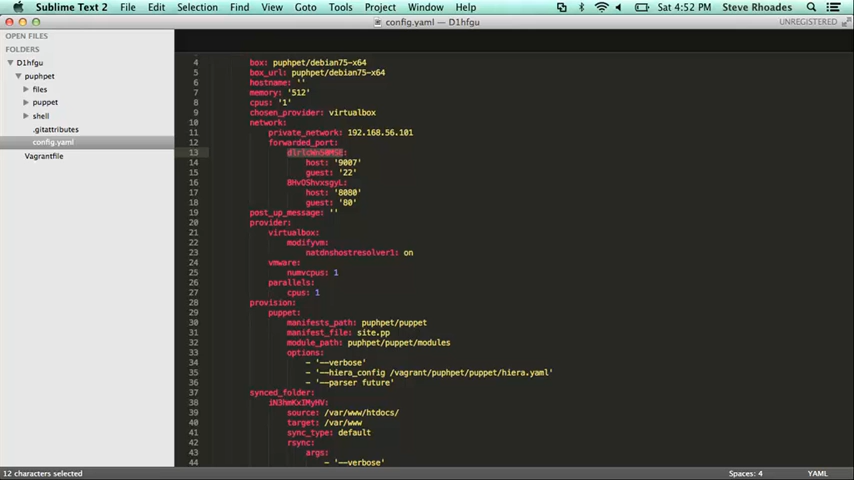 Sublime Text 2 File Edit Selection Find View Goto Tools Project Window Help Sat 4:52 PM Steve Rhoades
config.yaml — D1hfgu
UNREGISTERED
OPEN FILES
FOLDERS
D1hfgu
puphpet
files
puppet
shell
.gitattributes
config.yaml
Vagrantfile
4 box: puphpet/debian75-x64
5 box_url: puphpet/debian75-x64
6 hostname: ''
7 memory: '512'
8 cpus: '1'
9 chosen_provider: virtualbox
10 network:
11 private_network: 192.168.56.101
12 forwarded_port:
13
14 host: '9007'
15 guest: '22'
16 8HvOShvxsgyL:
17 host: '8080'
18 guest: '80'
19 post_up_message: ''
20 provider:
21 virtualbox:
22 modifyvm:
23 natdnshostresolver1: on
24 vmware:
25 numvcpus: 1
26 parallels:
27 cpus: 1
28 provision:
29 puppet:
30 manifests_path: puphpet/puppet
31 manifest_file: site.pp
32 module_path: puphpet/puppet/modules
33 options:
34 - '--verbose'
35 - '--hiera_config /vagrant/puphpet/puppet/hiera.yaml'
36 - '--parser future'
37 synced_folder:
38 iN3hmKxIMyHV:
39 source: /var/www/htdocs/
40 target: /var/www
41 sync_type: default
42 rsync:
43 args:
44 - '--verbose'
12 characters selected
Spaces: 4
YAML